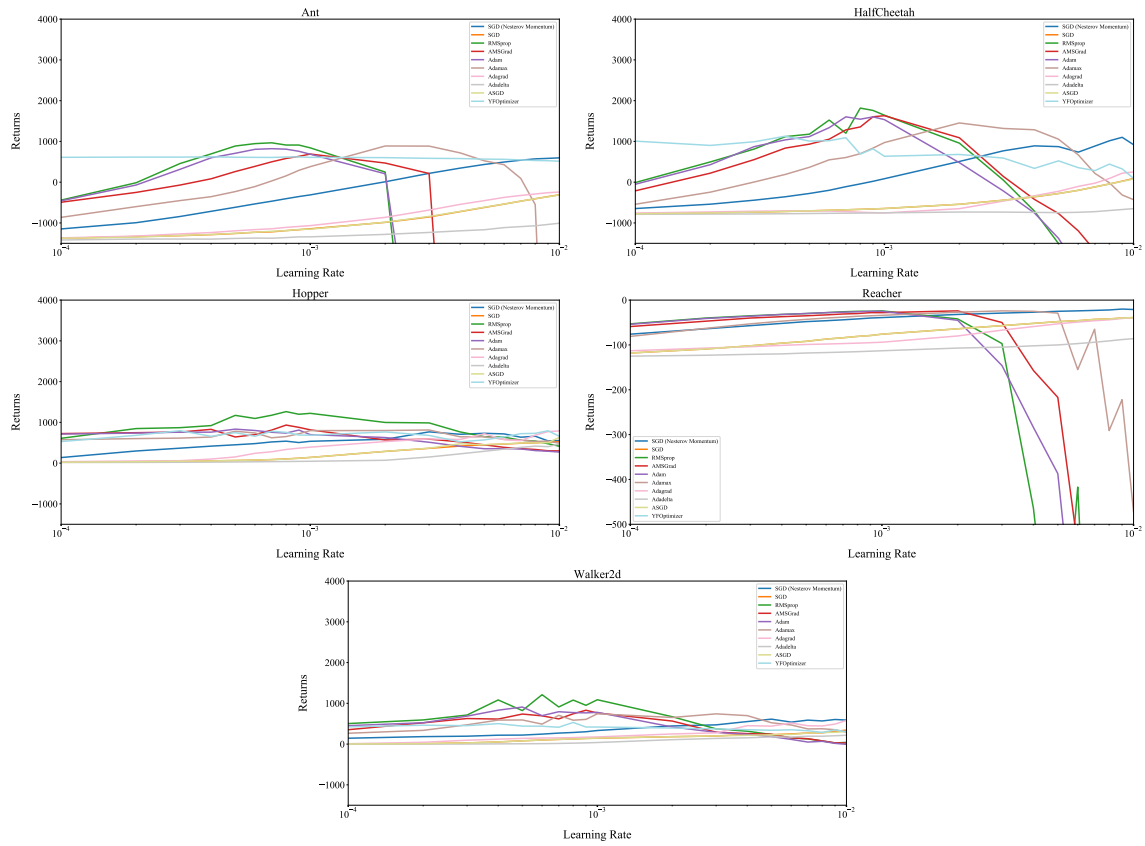 Ant
4000
3000
2000
1000
0
−1000
Returns
10⁻⁴
10⁻³
10⁻²
Learning Rate
SGD (Nesterov Momentum)
SGD
RMSprop
AMSGrad
Adam
Adamax
Adagrad
Adadelta
ASGD
YFOptimizer
HalfCheetah
4000
3000
2000
1000
0
−1000
Returns
10⁻⁴
10⁻³
10⁻²
Learning Rate
SGD (Nesterov Momentum)
SGD
RMSprop
AMSGrad
Adam
Adamax
Adagrad
Adadelta
ASGD
YFOptimizer
Hopper
4000
3000
2000
1000
0
−1000
Returns
10⁻⁴
10⁻³
10⁻²
Learning Rate
SGD (Nesterov Momentum)
SGD
RMSprop
AMSGrad
Adam
Adamax
Adagrad
Adadelta
ASGD
YFOptimizer
Reacher
0
−100
−200
−300
−400
−500
Returns
10⁻⁴
10⁻³
10⁻²
Learning Rate
SGD (Nesterov Momentum)
SGD
RMSprop
AMSGrad
Adam
Adamax
Adagrad
Adadelta
ASGD
YFOptimizer
Walker2d
4000
3000
2000
1000
0
−1000
Returns
10⁻⁴
10⁻³
10⁻²
Learning Rate
SGD (Nesterov Momentum)
SGD
RMSprop
AMSGrad
Adam
Adamax
Adagrad
Adadelta
ASGD
YFOptimizer